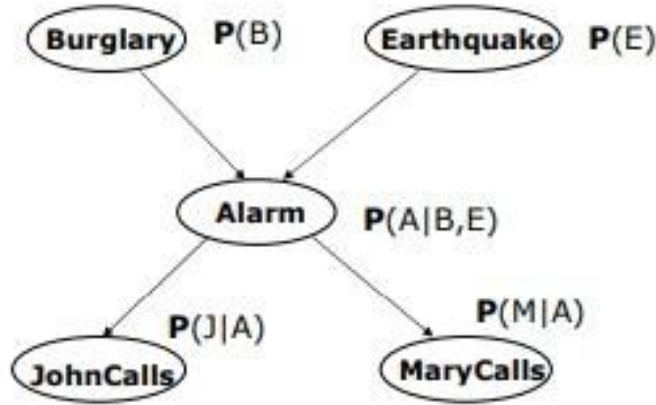 Burglary P(B) Earthquake P(E)
Alarm
P(A|B,E)
P(J|A) P(M|A)
JohnCalls MaryCalls